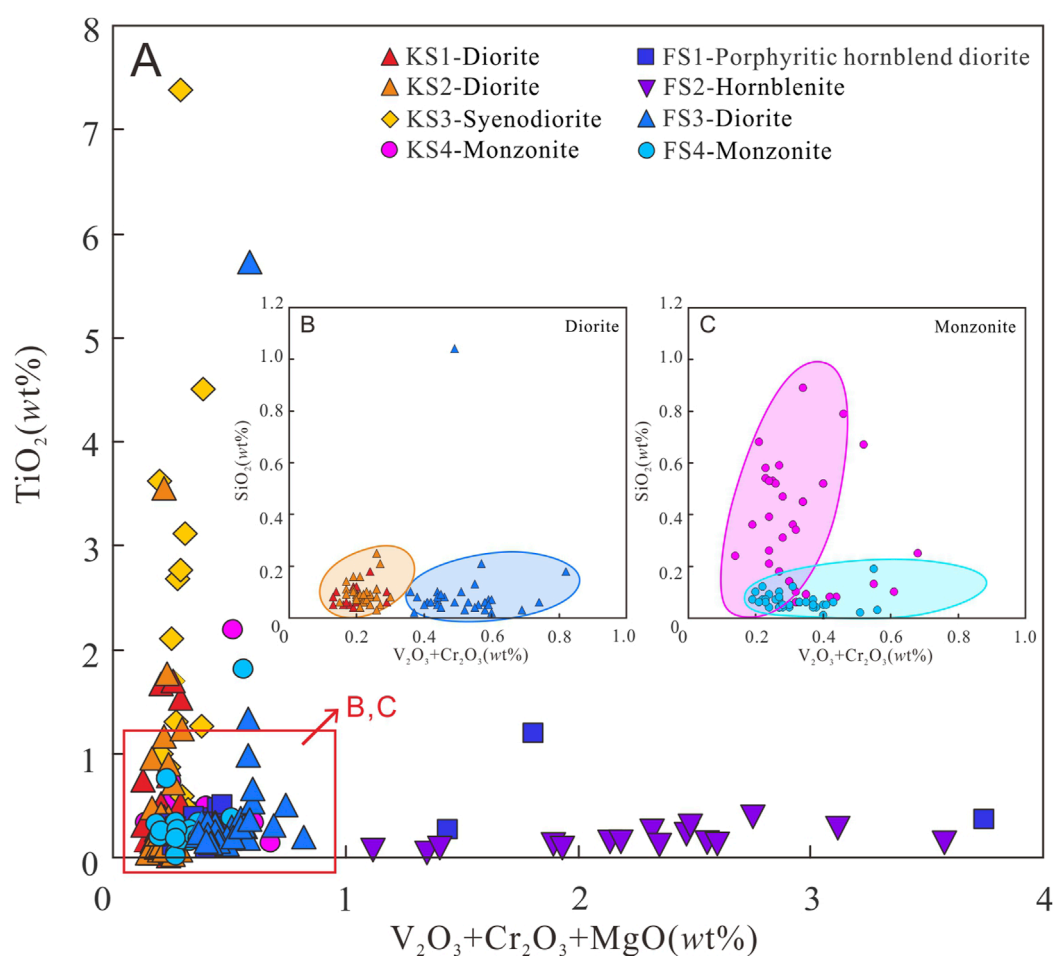 A
KS1-Diorite
KS2-Diorite
KS3-Syenodiorite
KS4-Monzonite
FS1-Porphyritic hornblend diorite
FS2-Hornblenite
FS3-Diorite
FS4-Monzonite
8
7
6
5
4
3
2
1
0
TiO₂(wt%)
0
1
2
3
4
V₂O₃+Cr₂O₃+MgO(wt%)
B,C
B
Diorite
1.2
1.0
0.8
0.6
0.4
0.2
0
SiO₂(wt%)
0.2
0.4
0.6
0.8
1.0
V₂O₃+Cr₂O₃(wt%)
C
Monzonite
1.2
1.0
0.8
0.6
0.4
0.2
0
SiO₂(wt%)
0.2
0.4
0.6
0.8
1.0
V₂O₃+Cr₂O₃(wt%)